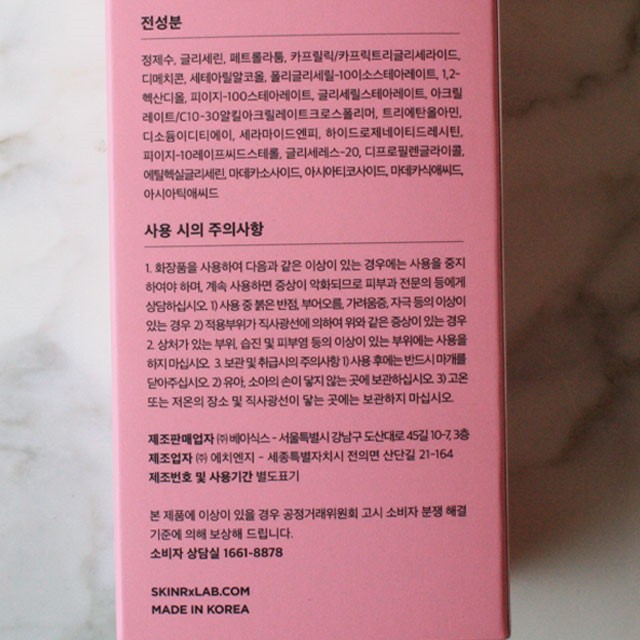 전성분
정제수, 글리세린, 페트롤라툼, 카프릴릭/카프릭트리글리세라이드,
디메치콘, 세테아릴알코올, 폴리글리세릴-10이소스테아레이트, 1,2-
헥산디올, 피이지-100스테아레이트, 글리세릴스테아레이트, 아크릴
레이트/C10-30알킬아크릴레이트크로스폴리머, 트리에탄올아민,
디소듐이디티에이, 세라마이드엔피, 하이드로제네이티드레시틴,
피이지-10레이프씨드스테롤, 글리세레스-20, 디프로필렌글라이콜,
에틸헥실글리세린, 마데카소사이드, 아시아티코사이드, 마데카식애씨드,
아시아틱애씨드
사용 시의 주의사항
1. 화장품을 사용하여 다음과 같은 이상이 있는 경우에는 사용을 중지
하여야 하며, 계속 사용하면 증상이 악화되므로 피부과 전문의 등에게
상담하십시오. 1) 사용 중 붉은 반점, 부어오름, 가려움증, 자극 등의 이상이
있는 경우 2) 적용부위가 직사광선에 의하여 위와 같은 증상이 있는 경우
2. 상처가 있는 부위, 습진 및 피부염 등의 이상이 있는 부위에는 사용을
하지 마십시오. 3. 보관 및 취급시의 주의사항 1) 사용 후에는 반드시 마개를
닫아주십시오. 2) 유아, 소아의 손이 닿지 않는 곳에 보관하십시오. 3) 고온
또는 저온의 장소 및 직사광선이 닿는 곳에는 보관하지 마십시오.
제조판매업자 ㈜ 베이식스 - 서울특별시 강남구 도산대로 45길 10-7, 3층
제조업자 ㈜ 에치엔지 - 세종특별자치시 전의면 산단길 21-164
제조번호 및 사용기간 별도표기
본 제품에 이상이 있을 경우 공정거래위원회 고시 소비자 분쟁 해결
기준에 의해 보상해 드립니다.
소비자 상담실 1661-8878
SKINRxLAB.COM
MADE IN KOREA